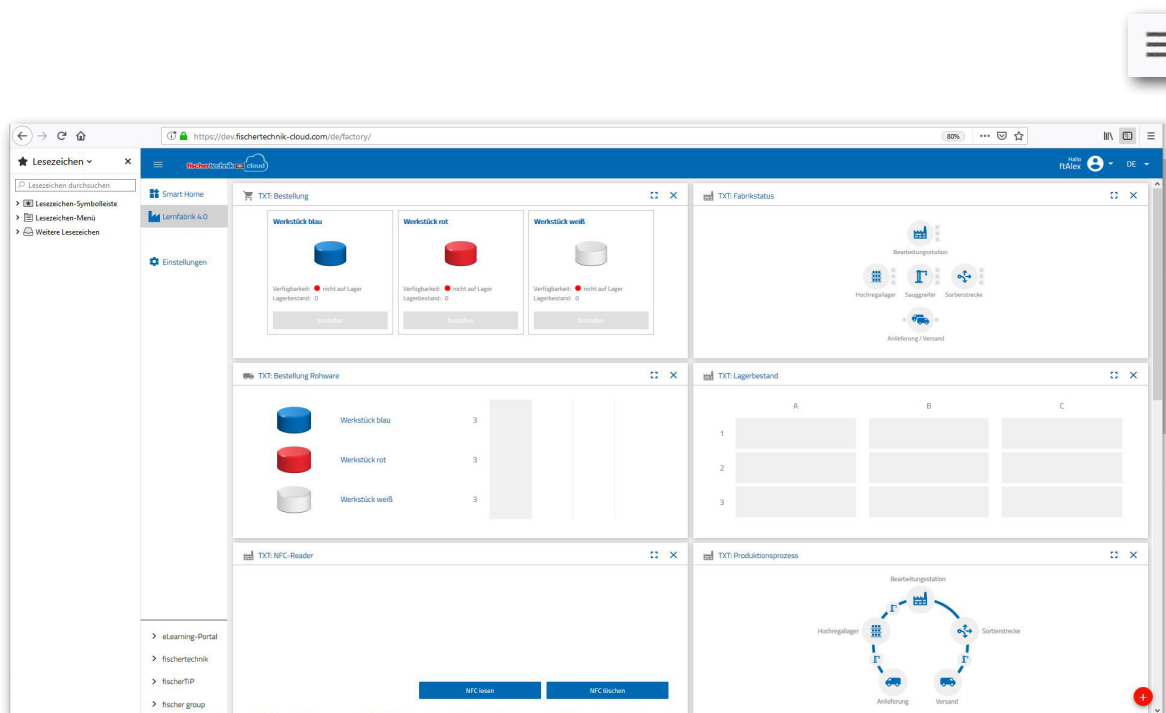 https://dev.fischertechnik-cloud.com/de/factory/
80%
Lesezeichen
Lesezeichen durchsuchen
Lesezeichen-Symbolleiste
Lesezeichen-Menü
Weitere Lesezeichen
fischertechnik cloud
Hallo
ftAlex
DE
Smart Home
Lernfabrik 4.0
Einstellungen
eLearning-Portal
fischertechnik
fischerTiP
fischer group
TXT: Bestellung
Werkstück blau
Verfügbarkeit: nicht auf Lager
Lagerbestand: 0
bestellen
Werkstück rot
Verfügbarkeit: nicht auf Lager
Lagerbestand: 0
bestellen
Werkstück weiß
Verfügbarkeit: nicht auf Lager
Lagerbestand: 0
bestellen
TXT: Fabrikstatus
Bearbeitungsstation
Hochregallager Sauggreifer Sortierstrecke
Anlieferung / Versand
TXT: Bestellung Rohware
Werkstück blau 3
Werkstück rot 3
Werkstück weiß 3
TXT: Lagerbestand
A B C
1
2
3
TXT: NFC-Reader
NFC lesen NFC löschen
TXT: Produktionsprozess
Bearbeitungsstation
Hochregallager Sortierstrecke
Anlieferung Versand
+